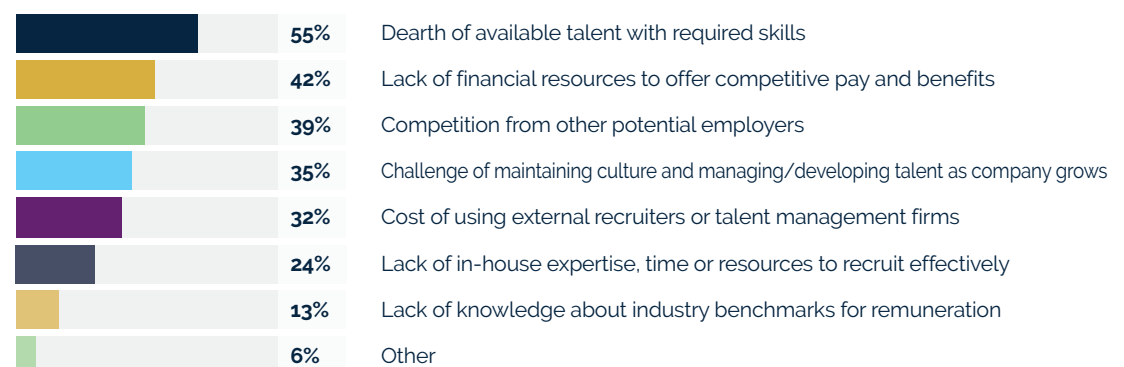 55% Dearth of available talent with required skills
42% Lack of financial resources to offer competitive pay and benefits
39% Competition from other potential employers
35% Challenge of maintaining culture and managing/developing talent as company grows
32% Cost of using external recruiters or talent management firms
24% Lack of in-house expertise, time or resources to recruit effectively
13% Lack of knowledge about industry benchmarks for remuneration
6% Other